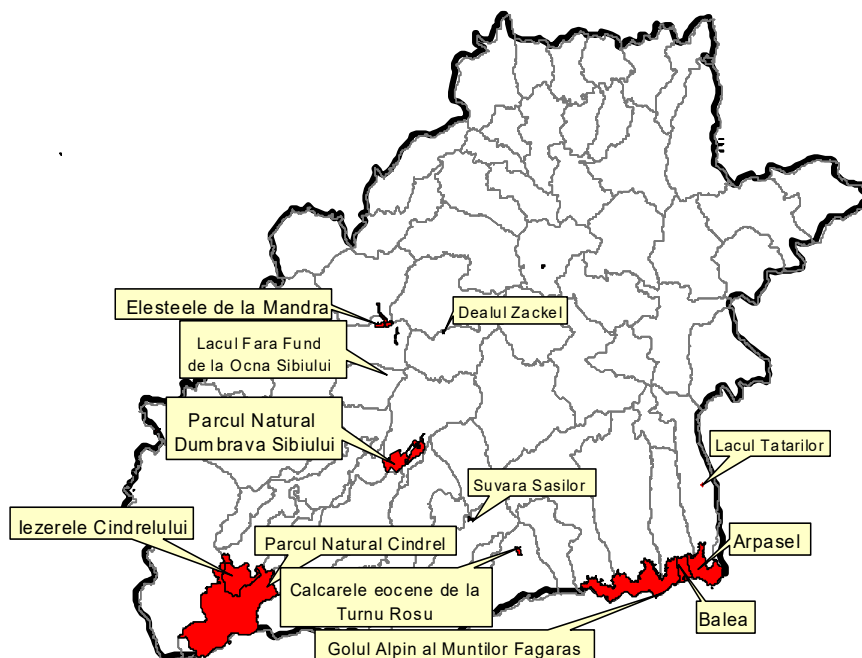 Elesteele de la Mandra
Dealul Zackel
Lacul Fara Fund
de la Ocna Sibiului
Parcul Natural
Dumbrava Sibiului
Lacul Tatarilor
Suvara Sasilor
Iezerele Cindrelului
Parcul Natural Cindrel
Arpasel
Calcarele eocene de la
Turnu Rosu
Balea
Golul Alpin al Muntilor Fagaras